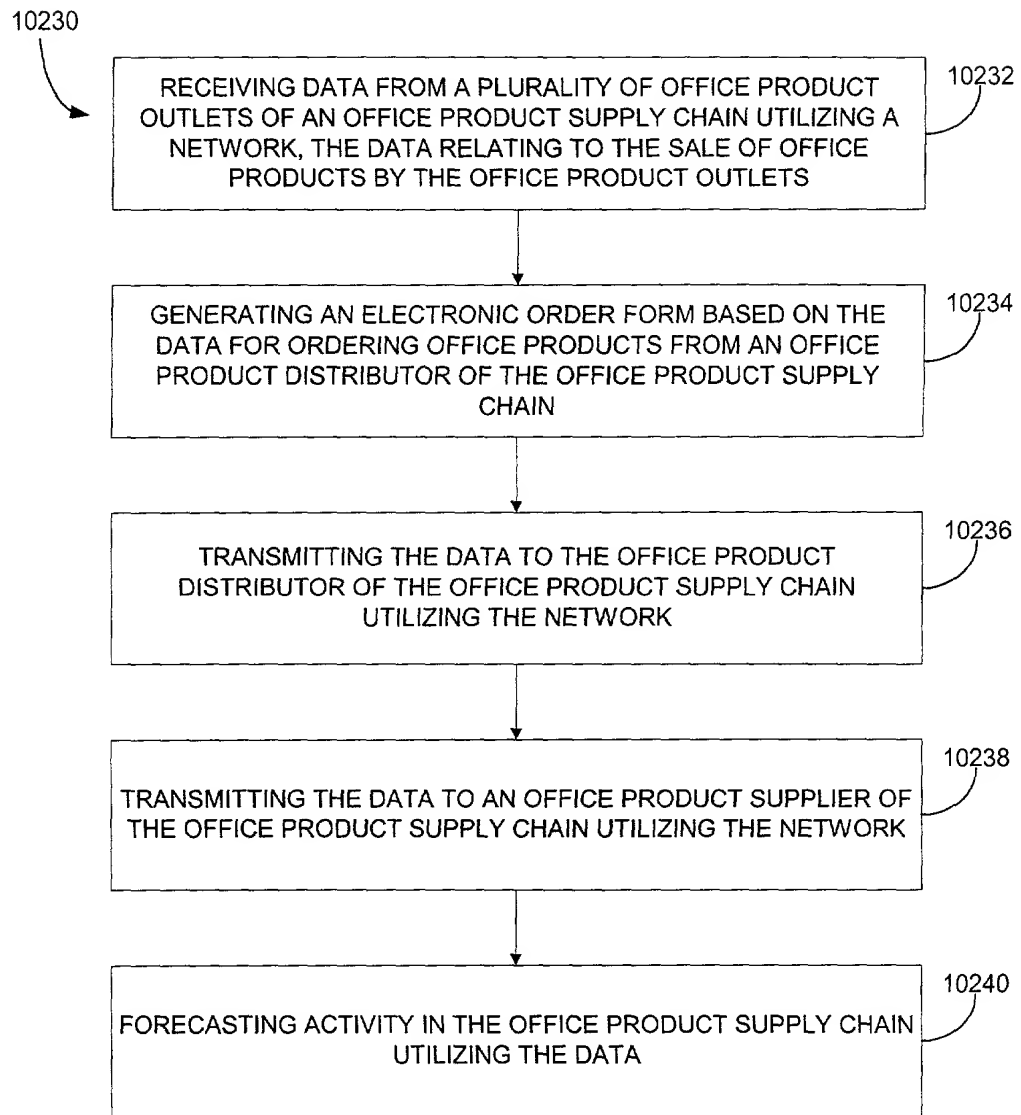 10230
RECEIVING DATA FROM A PLURALITY OF OFFICE PRODUCT
OUTLETS OF AN OFFICE PRODUCT SUPPLY CHAIN UTILIZING A
NETWORK, THE DATA RELATING TO THE SALE OF OFFICE
PRODUCTS BY THE OFFICE PRODUCT OUTLETS
10232
GENERATING AN ELECTRONIC ORDER FORM BASED ON THE
DATA FOR ORDERING OFFICE PRODUCTS FROM AN OFFICE
PRODUCT DISTRIBUTOR OF THE OFFICE PRODUCT SUPPLY
CHAIN
10234
TRANSMITTING THE DATA TO THE OFFICE PRODUCT
DISTRIBUTOR OF THE OFFICE PRODUCT SUPPLY CHAIN
UTILIZING THE NETWORK
10236
TRANSMITTING THE DATA TO AN OFFICE PRODUCT SUPPLIER OF
THE OFFICE PRODUCT SUPPLY CHAIN UTILIZING THE NETWORK
10238
FORECASTING ACTIVITY IN THE OFFICE PRODUCT SUPPLY CHAIN
UTILIZING THE DATA
10240